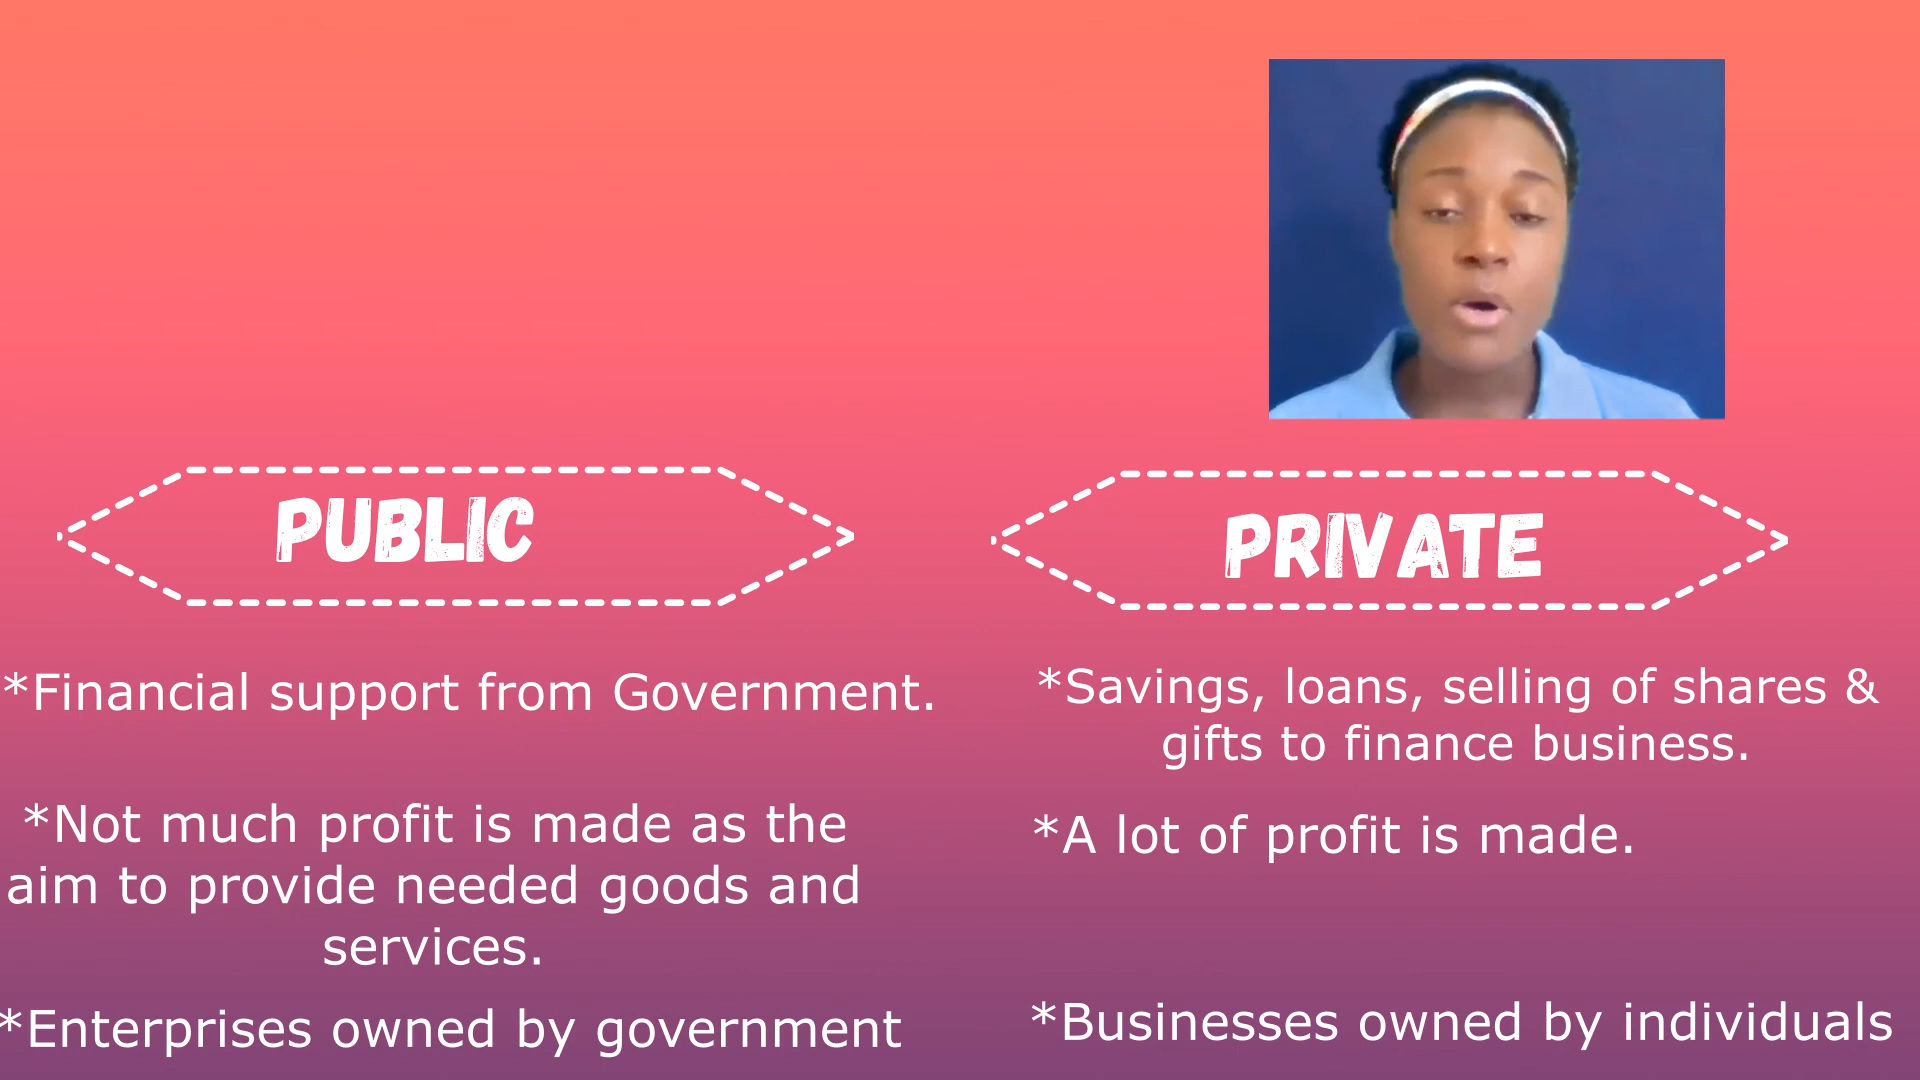 PUBLIC
*Financial support from Government.
*Not much profit is made as the
aim to provide needed goods and
services.
*Enterprises owned by government
PRIVATE
*Savings, loans, selling of shares &
gifts to finance business.
*A lot of profit is made.
*Businesses owned by individuals